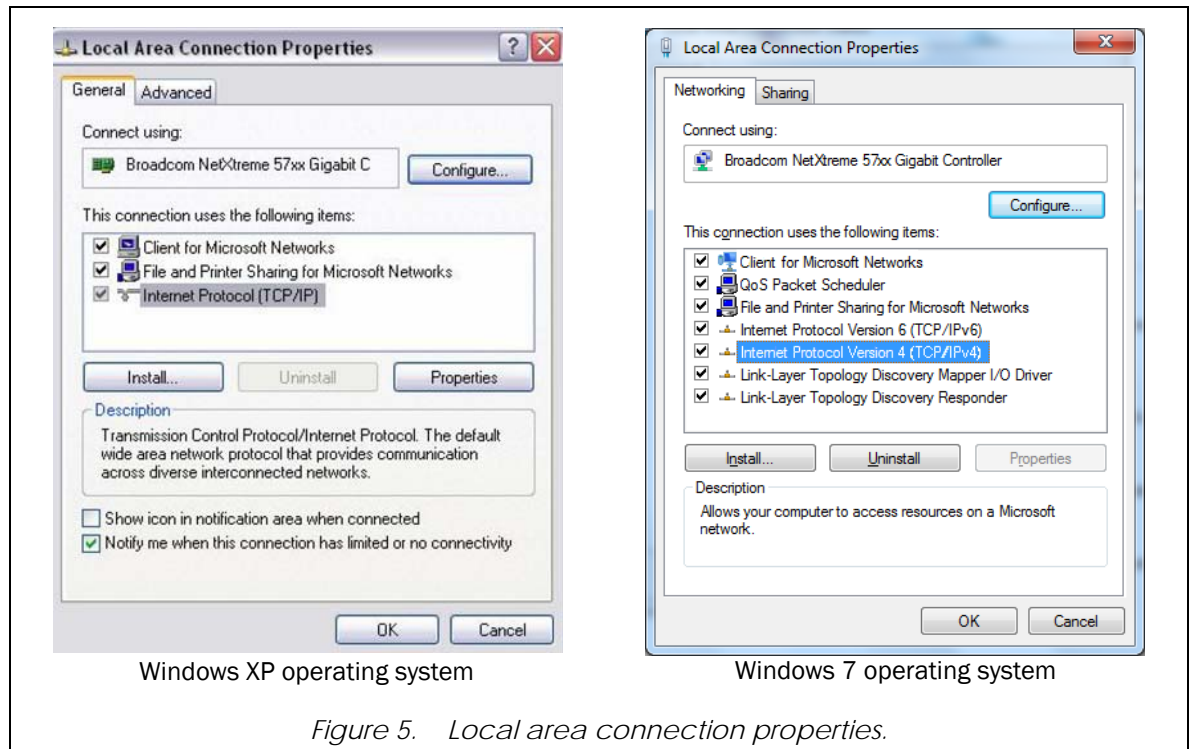 Local Area Connection Properties
General Advanced
Connect using:
Broadcom NetXtreme 57xx Gigabit C
Configure...
This connection uses the following items:
Client for Microsoft Networks
File and Printer Sharing for Microsoft Networks
Internet Protocol (TCP/IP)
Install... Uninstall Properties
Description
Transmission Control Protocol/Internet Protocol. The default
wide area network protocol that provides communication
across diverse interconnected networks.
Show icon in notification area when connected
Notify me when this connection has limited or no connectivity
OK Cancel
Windows XP operating system
Local Area Connection Properties
Networking Sharing
Connect using:
Broadcom NetXtreme 57xx Gigabit Controller
Configure...
This connection uses the following items:
Client for Microsoft Networks
QoS Packet Scheduler
File and Printer Sharing for Microsoft Networks
Internet Protocol Version 6 (TCP/IPv6)
Internet Protocol Version 4 (TCP/IPv4)
Link-Layer Topology Discovery Mapper I/O Driver
Link-Layer Topology Discovery Responder
Install... Uninstall Properties
Description
Allows your computer to access resources on a Microsoft
network.
OK Cancel
Windows 7 operating system
Figure 5. Local area connection properties.